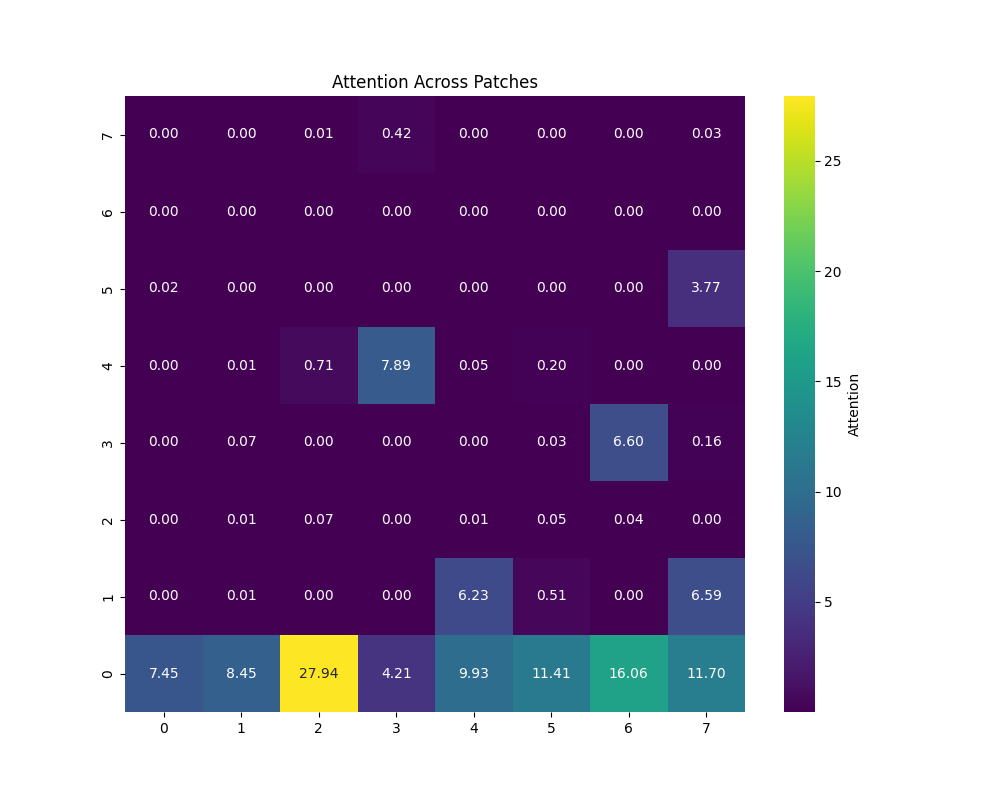 Attention Across Patches
7 0.00 0.00 0.01 0.42 0.00 0.00 0.00 0.03
25
6 0.00 0.00 0.00 0.00 0.00 0.00 0.00 0.00
20
5 0.02 0.00 0.00 0.00 0.00 0.00 0.00 3.77
4 0.00 0.01 0.71 7.89 0.05 0.20 0.00 0.00
15
Attention
3 0.00 0.07 0.00 0.00 0.00 0.03 6.60 0.16
10
2 0.00 0.01 0.07 0.00 0.01 0.05 0.04 0.00
1 0.00 0.01 0.00 0.00 6.23 0.51 0.00 6.59
5
0 7.45 8.45 27.94 4.21 9.93 11.41 16.06 11.70
0 1 2 3 4 5 6 7